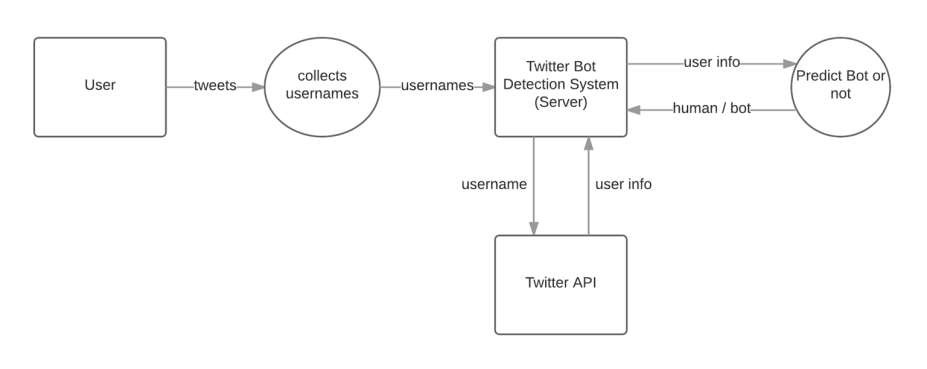 User
tweets
collects
usernames
usernames
Twitter Bot
Detection System
(Server)
user info
Predict Bot or
not
human / bot
username
user info
Twitter API